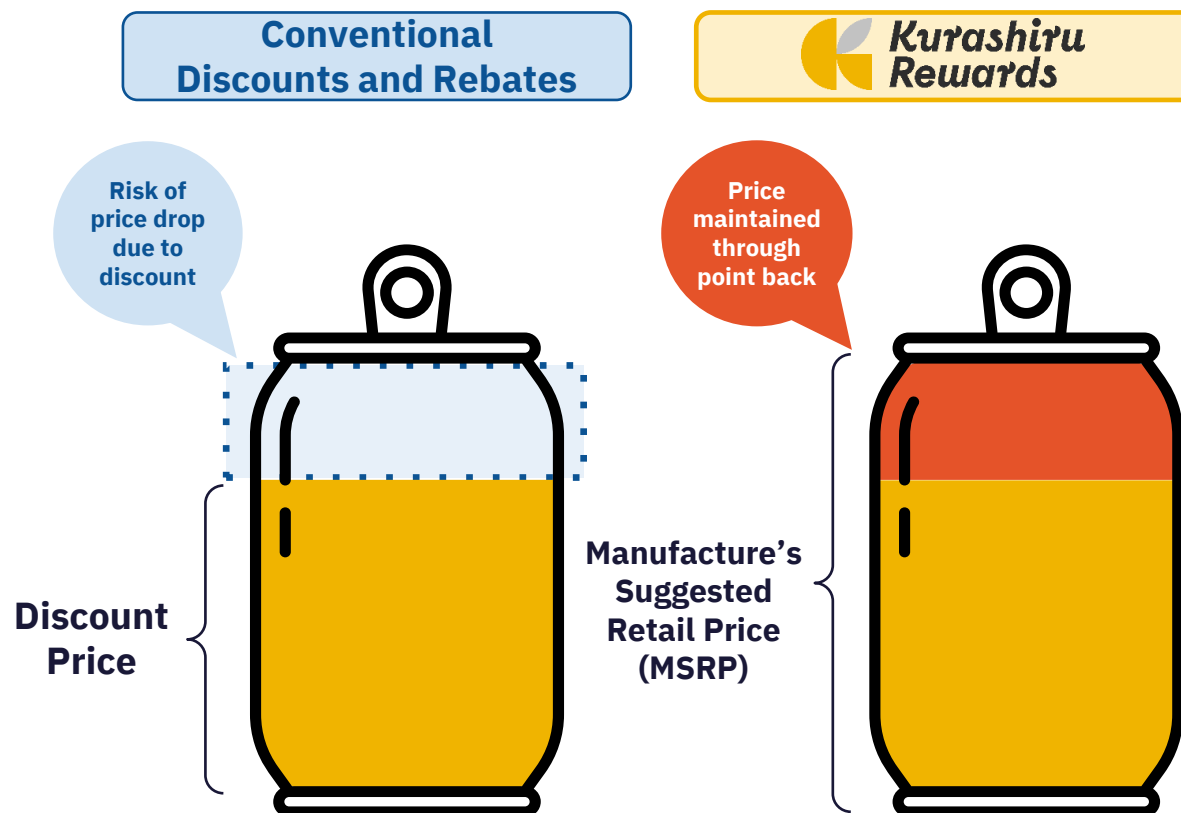 Conventional
Discounts and Rebates
Kurashiru
Rewards
Risk of
price drop
due to
discount
Price
maintained
through
point back
Discount
Price
Manufacture’s
Suggested
Retail Price
(MSRP)